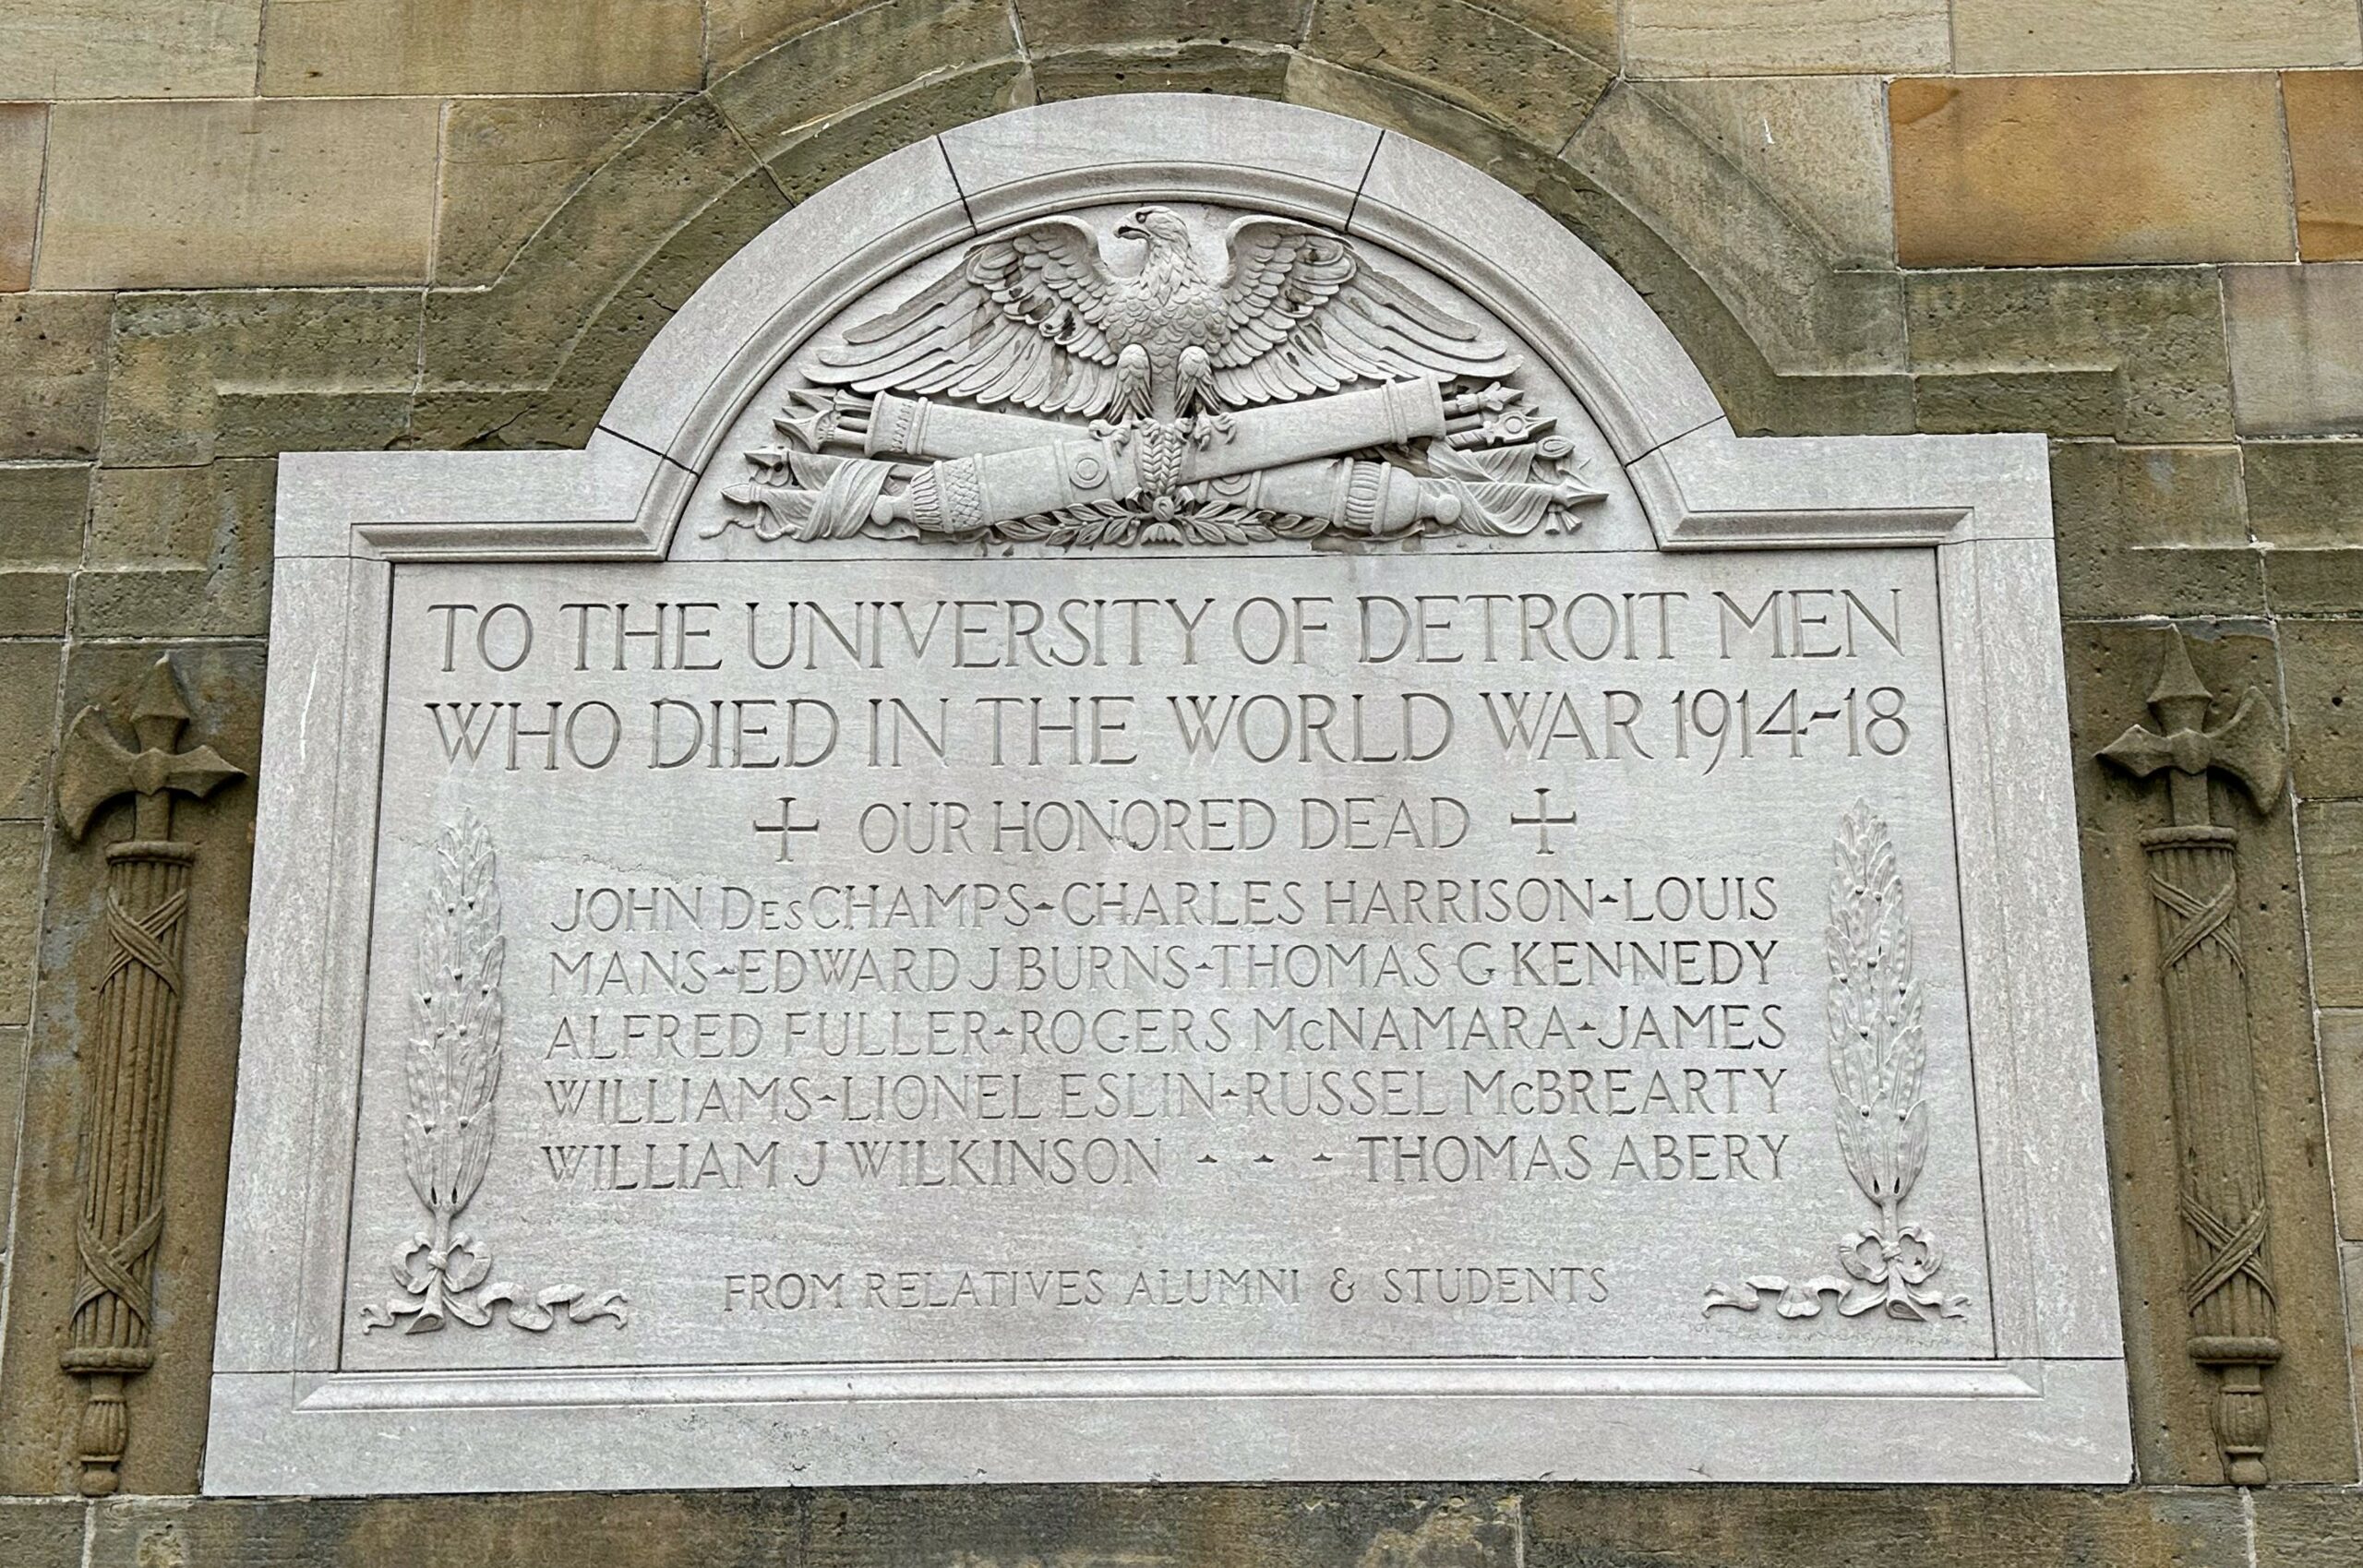 TO THE UNIVERSITY OF DETROIT MEN
WHO DIED IN THE WORLD WAR 1914-18
+ OUR HONORED DEAD +
JOHN DesCHAMPS-CHARLES HARRISON-LOUIS
MANS-EDWARD J BURNS-THOMAS G KENNEDY
ALFRED FULLER-ROGERS McNAMARA-JAMES
WILLIAMS-LIONEL ESLIN-RUSSEL McBREARTY
WILLIAM J WILKINSON - - - THOMAS ABERY
FROM RELATIVES ALUMNI & STUDENTS